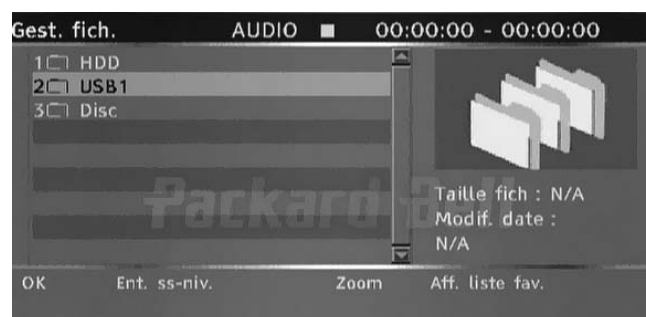 Gest. fich. AUDIO 00:00:00 - 00:00:00
1 HDD
2 USB1
3 Disc
Packard Bell
Taille fich : N/A
Modif. date :
N/A
OK Ent. ss-niv. Zoom Aff. liste fav.